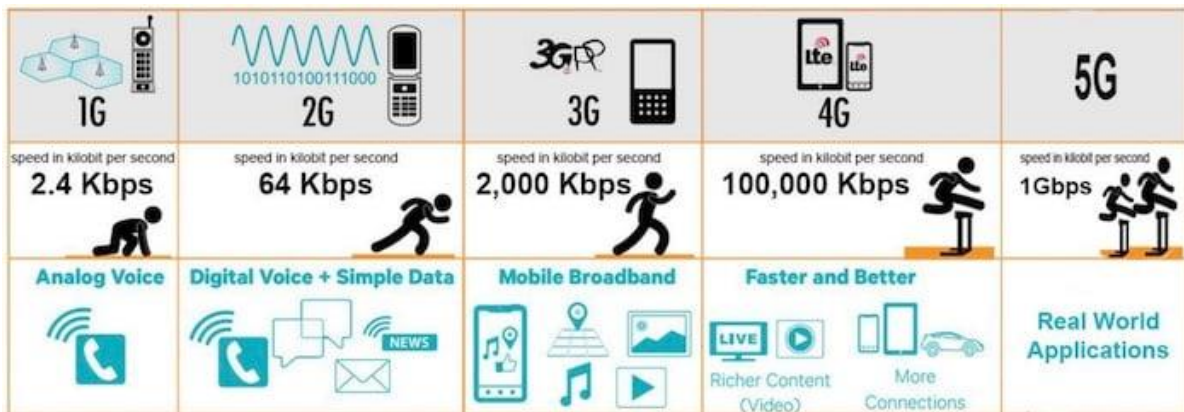 1G
1010110100111000
2G
3GPP
3G
lte
lte
4G
5G
speed in kilobit per second
2.4 Kbps
speed in kilobit per second
64 Kbps
speed in kilobit per second
2,000 Kbps
speed in kilobit per second
100,000 Kbps
speed in kilobit per second
1Gbps
Analog Voice
Digital Voice + Simple Data
NEWS
Mobile Broadband
Faster and Better
LIVE
Richer Content
(Video)
More
Connections
Real World
Applications